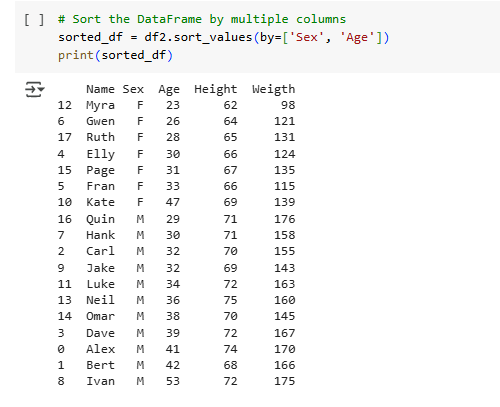 [ ] # Sort the DataFrame by multiple columns
sorted_df = df2.sort_values(by=['Sex', 'Age'])
print(sorted_df)
Name Sex Age Height Weigth
12 Myra F 23 62 98
6 Gwen F 26 64 121
17 Ruth F 28 65 131
4 Elly F 30 66 124
15 Page F 31 67 135
5 Fran F 33 66 115
10 Kate F 47 69 139
16 Quin M 29 71 176
7 Hank M 30 71 158
2 Carl M 32 70 155
9 Jake M 32 69 143
11 Luke M 34 72 163
13 Neil M 36 75 160
14 Omar M 38 70 145
3 Dave M 39 72 167
0 Alex M 41 74 170
1 Bert M 42 68 166
8 Ivan M 53 72 175